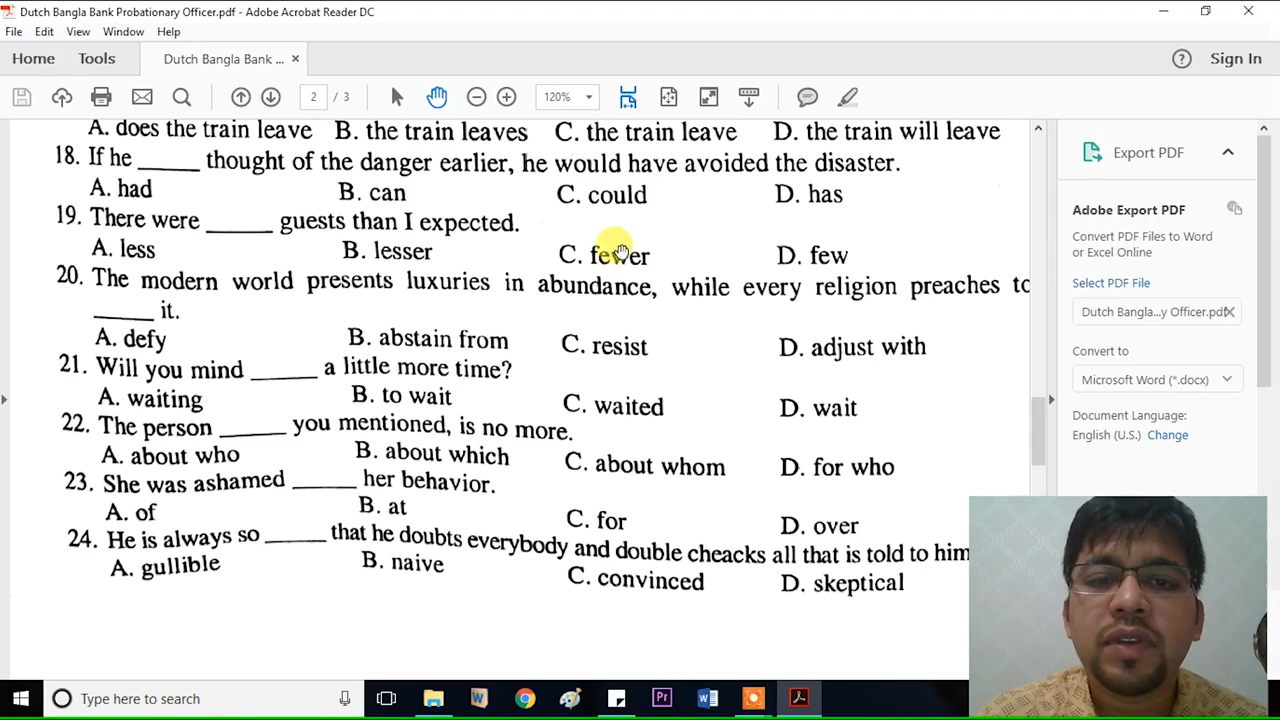 Dutch Bangla Bank Probationary Officer.pdf - Adobe Acrobat Reader DC
File Edit View Window Help
Home Tools Dutch Bangla Bank ... × Sign In
2 / 3 120%
A. does the train leave B. the train leaves C. the train leave D. the train will leave
18. If he ______ thought of the danger earlier, he would have avoided the disaster.
A. had B. can C. could D. has
19. There were ______ guests than I expected.
A. less B. lesser C. fewer D. few
20. The modern world presents luxuries in abundance, while every religion preaches to
______ it.
A. defy B. abstain from C. resist D. adjust with
21. Will you mind ______ a little more time?
A. waiting B. to wait C. waited D. wait
22. The person ______ you mentioned, is no more.
A. about who B. about which C. about whom D. for who
23. She was ashamed ______ her behavior.
A. of B. at C. for D. over
24. He is always so ______ that he doubts everybody and double cheacks all that is told to him
A. gullible B. naive C. convinced D. skeptical
Export PDF
Adobe Export PDF
Convert PDF Files to Word
or Excel Online
Select PDF File
Dutch Bangla...y Officer.pdf
Convert to
Microsoft Word (*.docx)
Document Language:
English (U.S.) Change
Type here to search